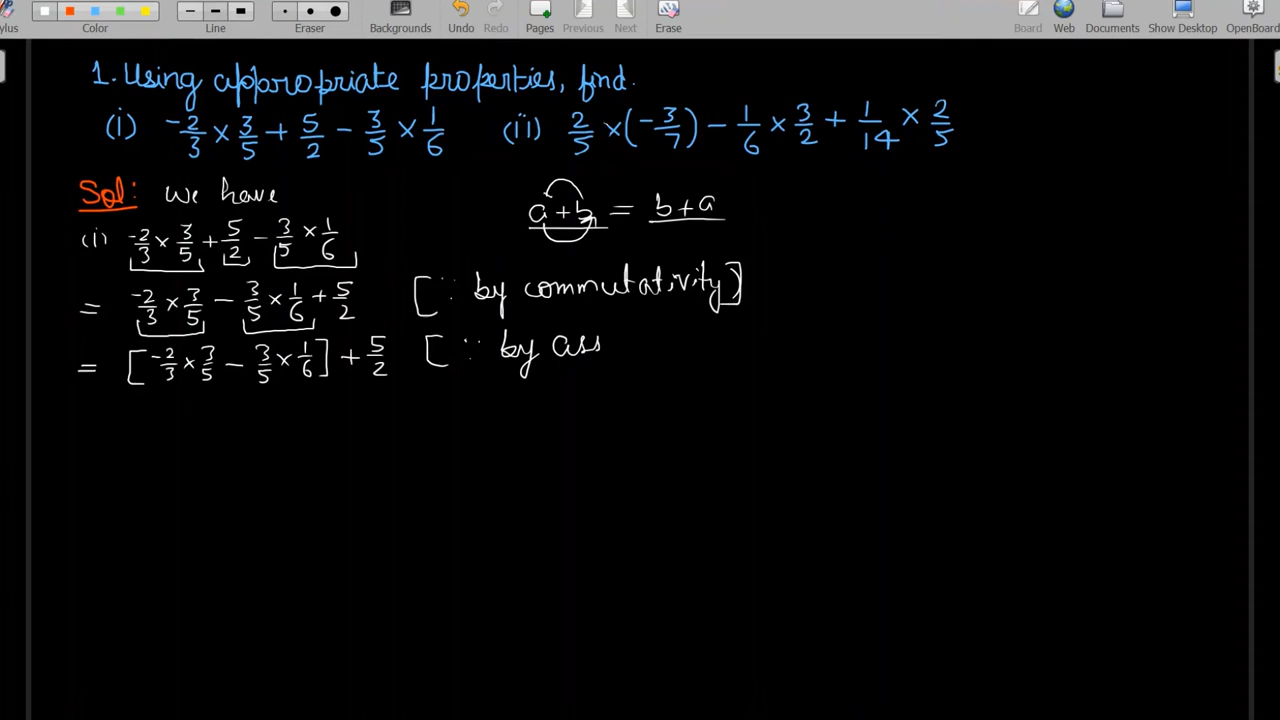 ylus Color Line Eraser Backgrounds Undo Redo Pages Previous Next Erase Board Web Documents Show Desktop OpenBoard
1. Using appropriate properties, find.
(i) -2/3 × 3/5 + 5/2 - 3/5 × 1/6 (ii) 2/5 × (-3/7) - 1/6 × 3/2 + 1/14 × 2/5
Sol: we have
a + b = b + a
(i) -2/3 × 3/5 + 5/2 - 3/5 × 1/6
= -2/3 × 3/5 - 3/5 × 1/6 + 5/2 [∵ by commutativity]
= [-2/3 × 3/5 - 3/5 × 1/6] + 5/2 [∵ by ass